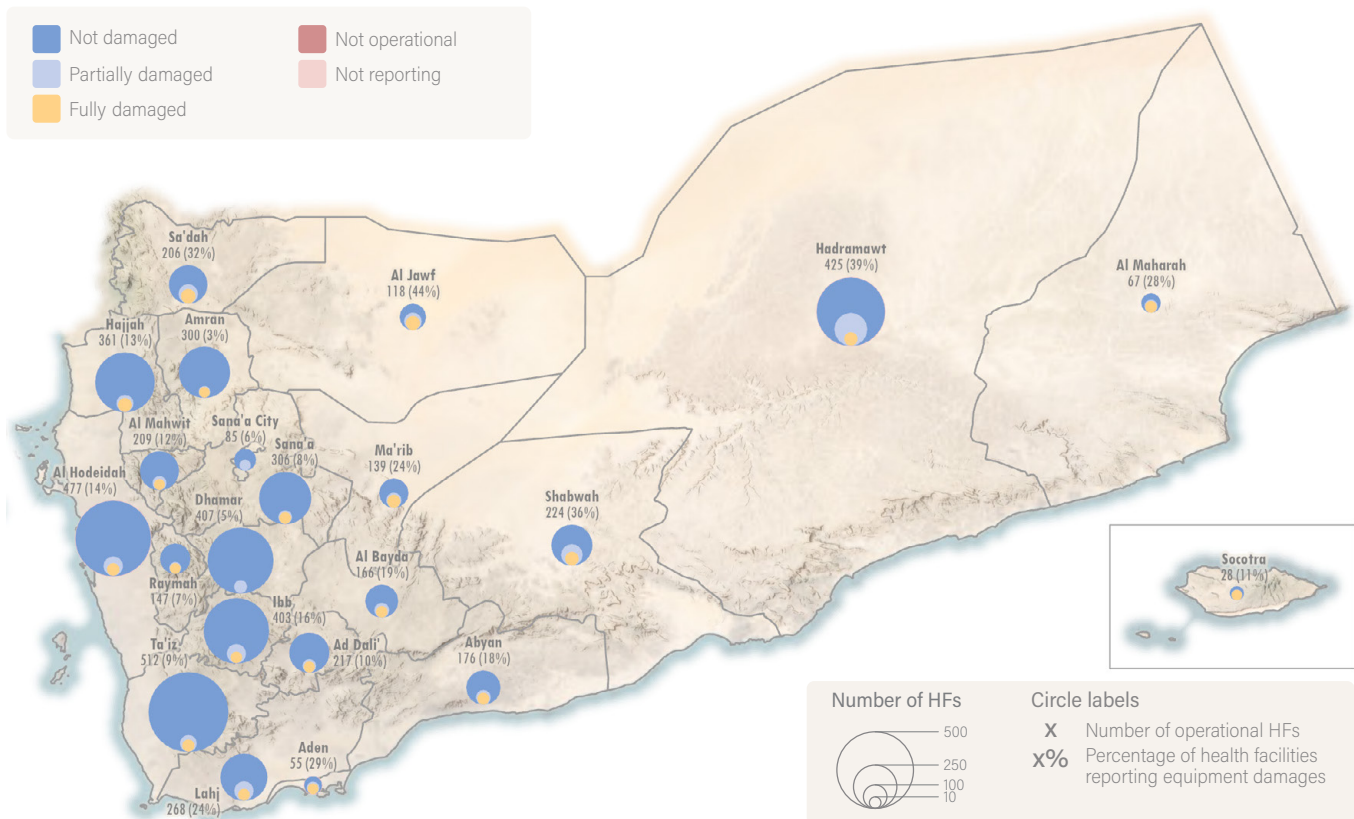 Not damaged
Partially damaged
Fully damaged
Not operational
Not reporting
Sa'dah
206 (32%)
Al Jawf
118 (44%)
Hadramawt
425 (39%)
Al Maharah
67 (28%)
Hajjah
361 (13%)
Amran
300 (3%)
Al Mahwit
209 (12%)
Sana'a City
85 (6%)
Sana'a
306 (8%)
Ma'rib
139 (24%)
Al Hodeidah
477 (14%)
Dhamar
407 (5%)
Shabwah
224 (36%)
Raymah
147 (7%)
Al Bayda
166 (19%)
Socotra
28 (11%)
Ibb
403 (16%)
Ta'iz
512 (9%)
Ad Dali'
217 (10%)
Abyan
176 (18%)
Aden
55 (29%)
Lahj
268 (24%)
Number of HFs
500
250
100
10
Circle labels
X Number of operational HFs
x% Percentage of health facilities
reporting equipment damages